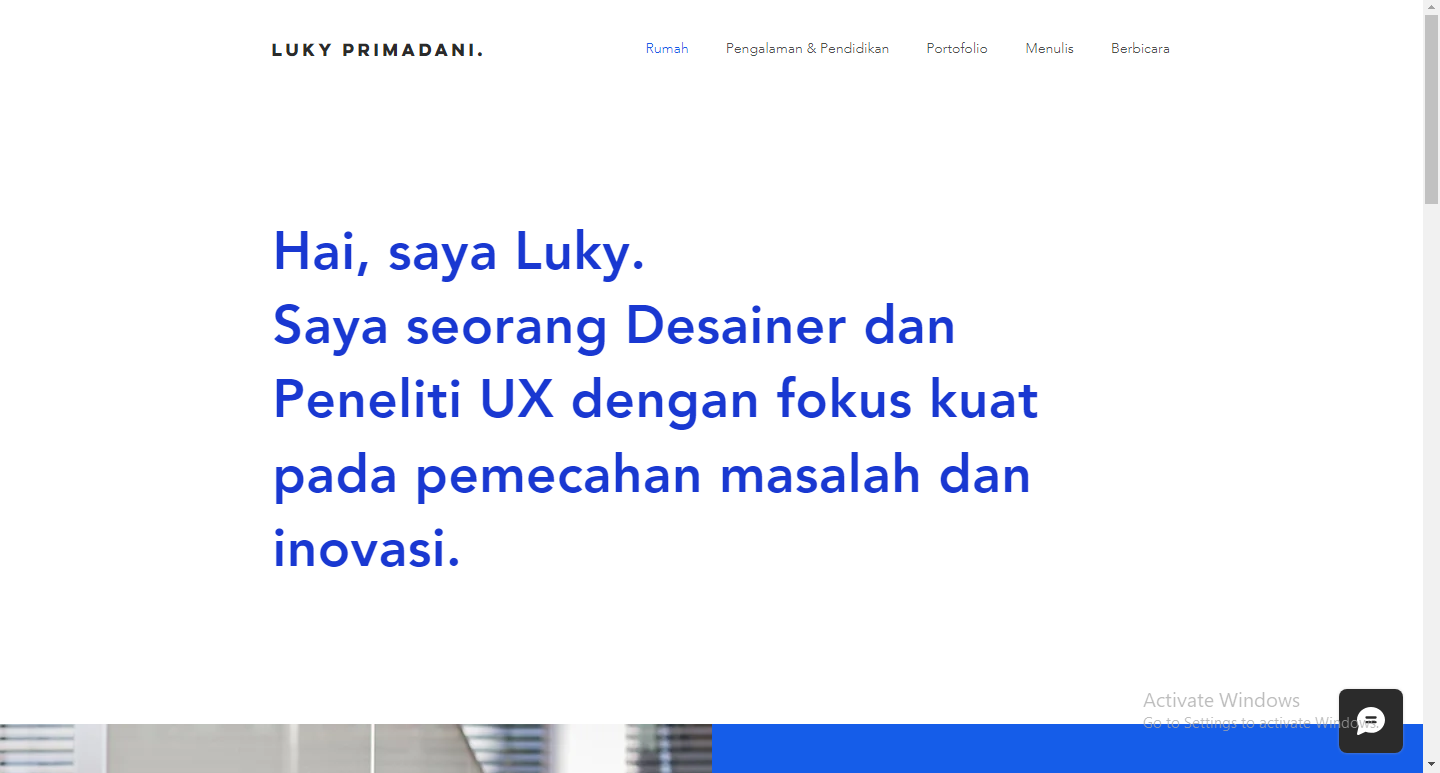 LUKY PRIMADANI.
Rumah
Pengalaman & Pendidikan
Portofolio
Menulis
Berbicara
Hai, saya Luky.
Saya seorang Desainer dan
Peneliti UX dengan fokus kuat
pada pemecahan masalah dan
inovasi.
Activate Windows
Go to Settings to activate Windows.